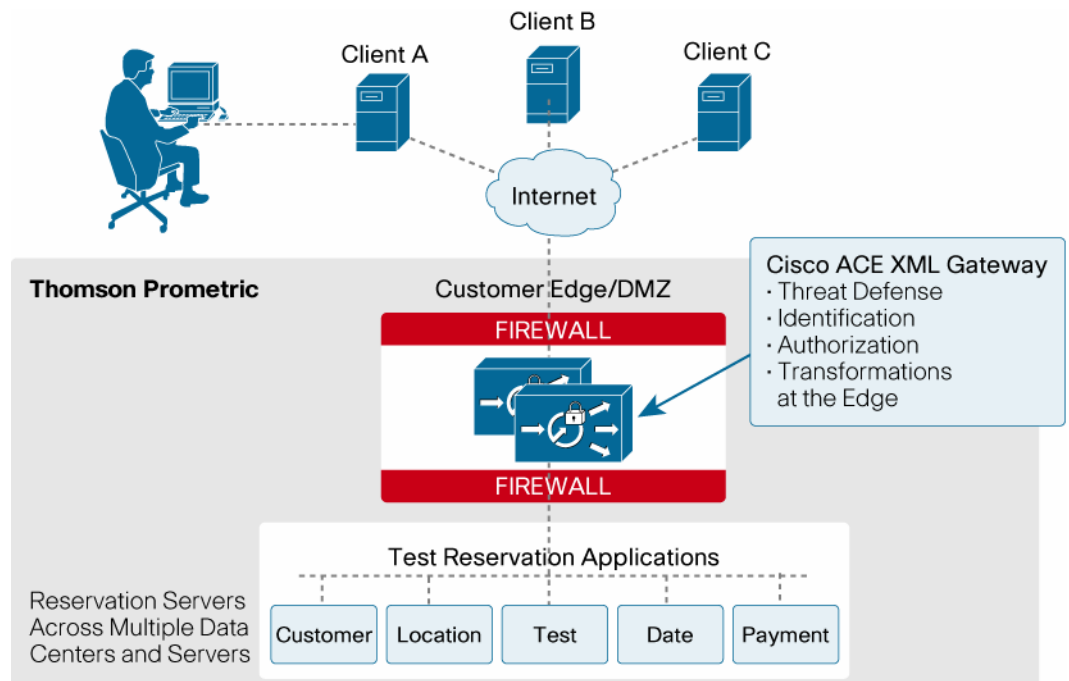 Client B
Client A
Client C
Internet
Thomson Prometric
Customer Edge/DMZ
FIREWALL
Cisco ACE XML Gateway
· Threat Defense
· Identification
· Authorization
· Transformations
at the Edge
FIREWALL
Test Reservation Applications
Reservation Servers
Across Multiple Data
Centers and Servers
Customer
Location
Test
Date
Payment